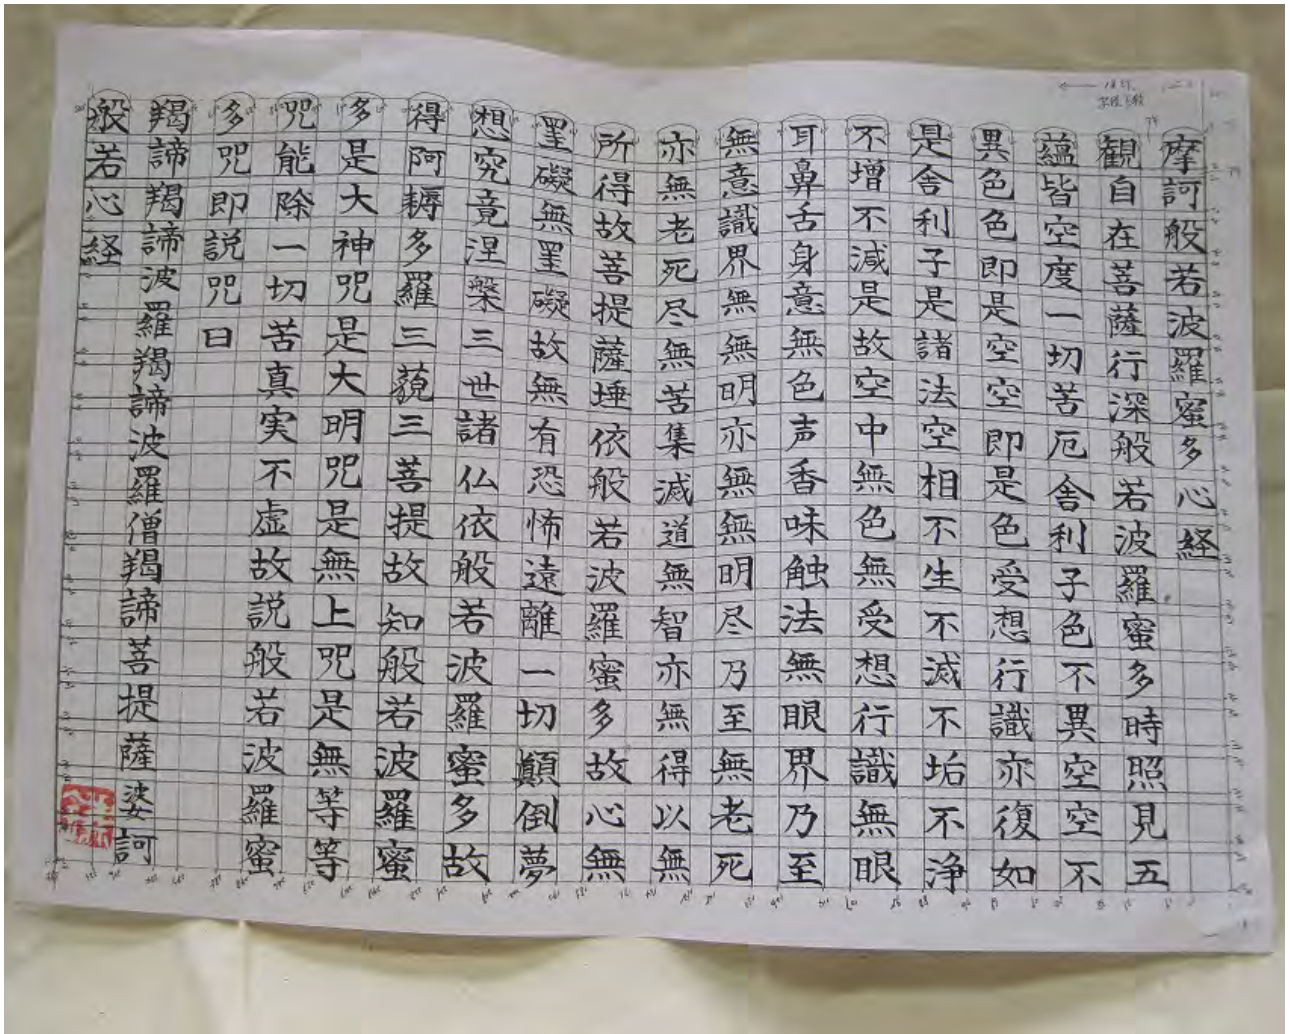 摩訶般若波羅蜜多心経
観自在菩薩行深般若波羅蜜多時照見五
蘊皆空度一切苦厄舎利子色不異空空不
異色色即是空空即是色受想行識亦復如
是舎利子是諸法空相不生不滅不垢不浄
不増不減是故空中無色無受想行識無眼
耳鼻舌身意無色声香味触法無眼界乃至
無意識界無無明亦無無明尽乃至無老死
亦無老死尽無苦集滅道無智亦無得以無
所得故菩提薩埵依般若波羅蜜多故心無
罣礙無罣礙故無有恐怖遠離一切顛倒夢
想究竟涅槃三世諸仏依般若波羅蜜多故
得阿耨多羅三藐三菩提故知般若波羅蜜
多是大神咒是大明咒是無上咒是無等等
咒能除一切苦真実不虚故説般若波羅蜜
多咒即説咒曰
羯諦羯諦波羅羯諦波羅僧羯諦菩提薩婆訶
般若心経